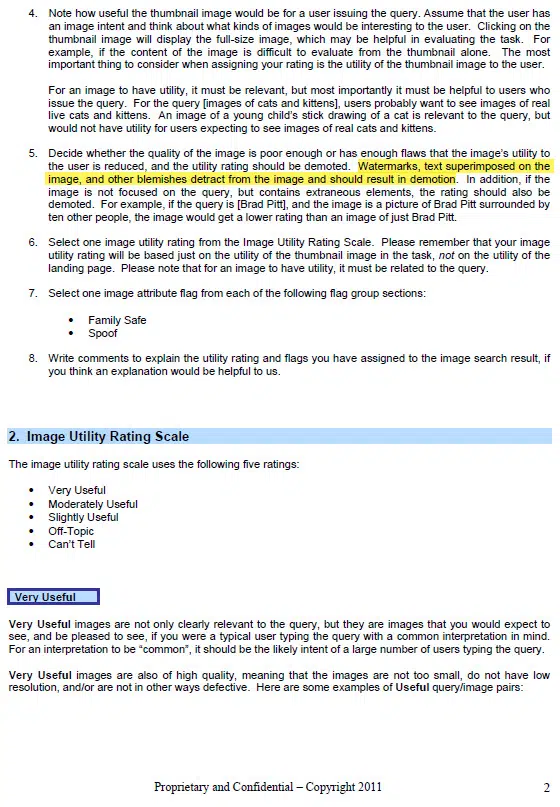 4. Note how useful the thumbnail image would be for a user issuing the query. Assume that the user has
an image intent and think about what kinds of images would be interesting to the user. Clicking on the
thumbnail image will display the full-size image, which may be helpful in evaluating the task. For
example, if the content of the image is difficult to evaluate from the thumbnail alone. The most
important thing to consider when assigning your rating is the utility of the thumbnail image to the user.
For an image to have utility, it must be relevant, but most importantly it must be helpful to users who
issue the query. For the query [images of cats and kittens], users probably want to see images of real
live cats and kittens. An image of a young child's stick drawing of a cat is relevant to the query, but
would not have utility for users expecting to see images of real cats and kittens.
5. Decide whether the quality of the image is poor enough or has enough flaws that the image's utility to
the user is reduced, and the utility rating should be demoted. Watermarks, text superimposed on the
image, and other blemishes detract from the image and should result in demotion. In addition, if the
image is not focused on the query, but contains extraneous elements, the rating should also be
demoted. For example, if the query is [Brad Pitt], and the image is a picture of Brad Pitt surrounded by
ten other people, the image would get a lower rating than an image of just Brad Pitt.
6. Select one image utility rating from the Image Utility Rating Scale. Please remember that your image
utility rating will be based just on the utility of the thumbnail image in the task, not on the utility of the
landing page. Please note that for an image to have utility, it must be related to the query.
7. Select one image attribute flag from each of the following flag group sections:
• Family Safe
• Spoof
8. Write comments to explain the utility rating and flags you have assigned to the image search result, if
you think an explanation would be helpful to us.
2. Image Utility Rating Scale
The image utility rating scale uses the following five ratings:
• Very Useful
• Moderately Useful
• Slightly Useful
• Off-Topic
• Can't Tell
Very Useful
Very Useful images are not only clearly relevant to the query, but they are images that you would expect to
see, and be pleased to see, if you were a typical user typing the query with a common interpretation in mind.
For an interpretation to be "common", it should be the likely intent of a large number of users typing the query.
Very Useful images are also of high quality, meaning that the images are not too small, do not have low
resolution, and/or are not in other ways defective. Here are some examples of Useful query/image pairs:
Proprietary and Confidential – Copyright 2011
2